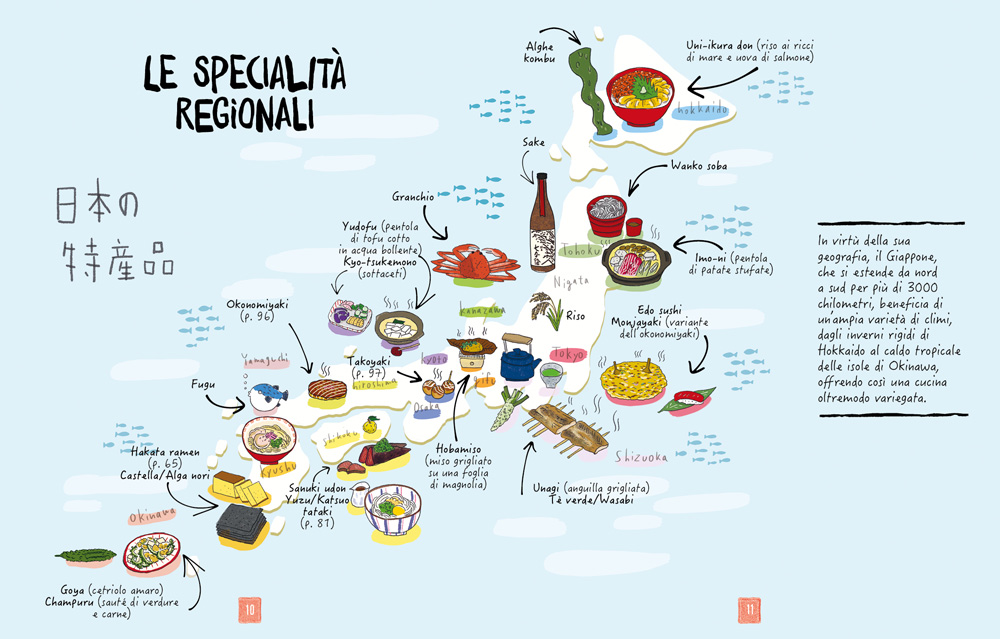 LE SPECIALITÀ
REGIONALI
日本の
特産品
Alghe
kombu
Uni-ikura don (riso ai ricci
di mare e uova di salmone)
hokkaido
Sake
Wanko soba
Granchio
Yudofu (pentola
di tofu cotto
in acqua bollente)
Kyo-tsukemono
(sottaceti)
Tohoku
Imo-ni (pentola
di patate stufate)
Nigata
Okonomiyaki
(p. 96)
kanazawa
Riso
Edo sushi
Monjayaki (variante
dell'okonomiyaki)
Yamaguchi
Takoyaki
(p. 97)
kyoto
Tokyo
hiroshima
gifu
Fugu
Osaka
shikoku
Hakata ramen
(p. 65)
Castella/Alga nori
kyushu
Hobamiso
(miso grigliato
su una foglia
di magnolia)
Shizuoka
Sanuki udon
Yuzu/Katsuo
tataki
(p. 81)
Unagi (anguilla grigliata)
Tè verde/Wasabi
Okinawa
Goya (cetriolo amaro)
Champuru (sauté di verdure
e carne)
In virtù della sua
geografia, il Giappone,
che si estende da nord
a sud per più di 3000
chilometri, beneficia di
un'ampia varietà di climi,
dagli inverni rigidi di
Hokkaido al caldo tropicale
delle isole di Okinawa,
offrendo così una cucina
oltremodo variegata.
10
11